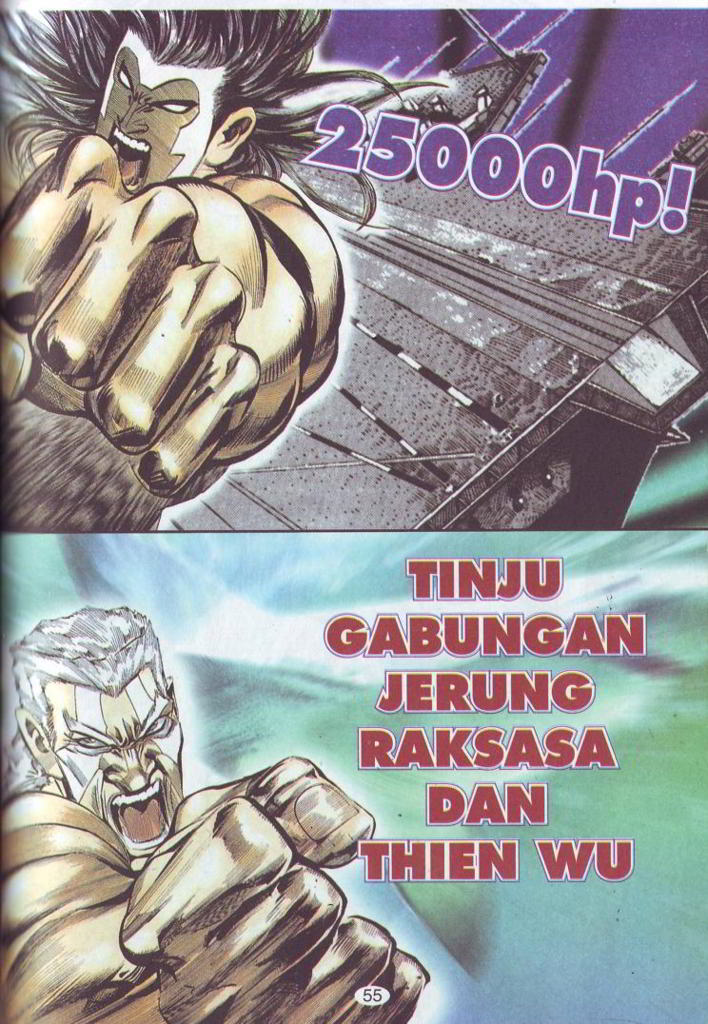 25000hp!
TINJU
GABUNGAN
JERUNG
RAKSASA
DAN
THIEN WU
55